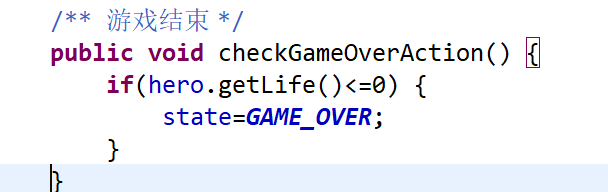 /** 游戏结束 */
public void checkGameOverAction() {
if(hero.getLife()<=0) {
state=GAME_OVER;
}
}